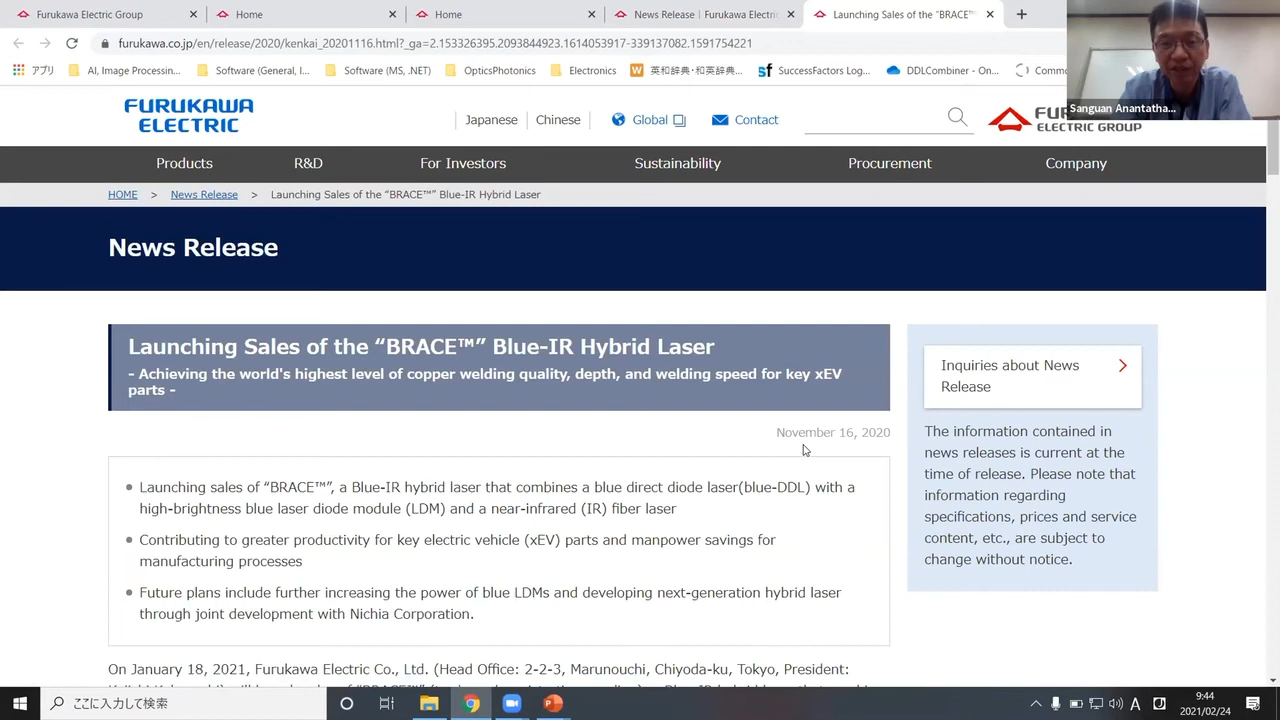 Furukawa Electric Group
Home
Home
News Release | Furukawa Electric
Launching Sales of the “BRACE™
furukawa.co.jp/en/release/2020/kenkai_20201116.html?_ga=2.153326395.2093844923.1614053917-339137082.1591754221
アプリ
AI, Image Processin...
Software (General, I...
Software (MS, .NET)
OpticsPhotonics
Electronics
英和辞典・和英辞典...
SuccessFactors Log...
DDLCombiner - On...
Sanguan Anantatha...
FURUKAWA
ELECTRIC
Japanese
Chinese
Global
Contact
ELECTRIC GROUP
Products
R&D
For Investors
Sustainability
Procurement
Company
HOME > News Release > Launching Sales of the “BRACE™” Blue-IR Hybrid Laser
News Release
Launching Sales of the “BRACE™” Blue-IR Hybrid Laser
- Achieving the world's highest level of copper welding quality, depth, and welding speed for key xEV
parts -
November 16, 2020
Launching sales of “BRACE™”, a Blue-IR hybrid laser that combines a blue direct diode laser(blue-DDL) with a
high-brightness blue laser diode module (LDM) and a near-infrared (IR) fiber laser
Contributing to greater productivity for key electric vehicle (xEV) parts and manpower savings for
manufacturing processes
Future plans include further increasing the power of blue LDMs and developing next-generation hybrid laser
through joint development with Nichia Corporation.
On January 18, 2021, Furukawa Electric Co., Ltd. (Head Office: 2-2-3, Marunouchi, Chiyoda-ku, Tokyo, President:
Inquiries about News
Release
The information contained in
news releases is current at the
time of release. Please note that
information regarding
specifications, prices and service
content, etc., are subject to
change without notice.
ここに入力して検索
A
9:44
2021/02/24